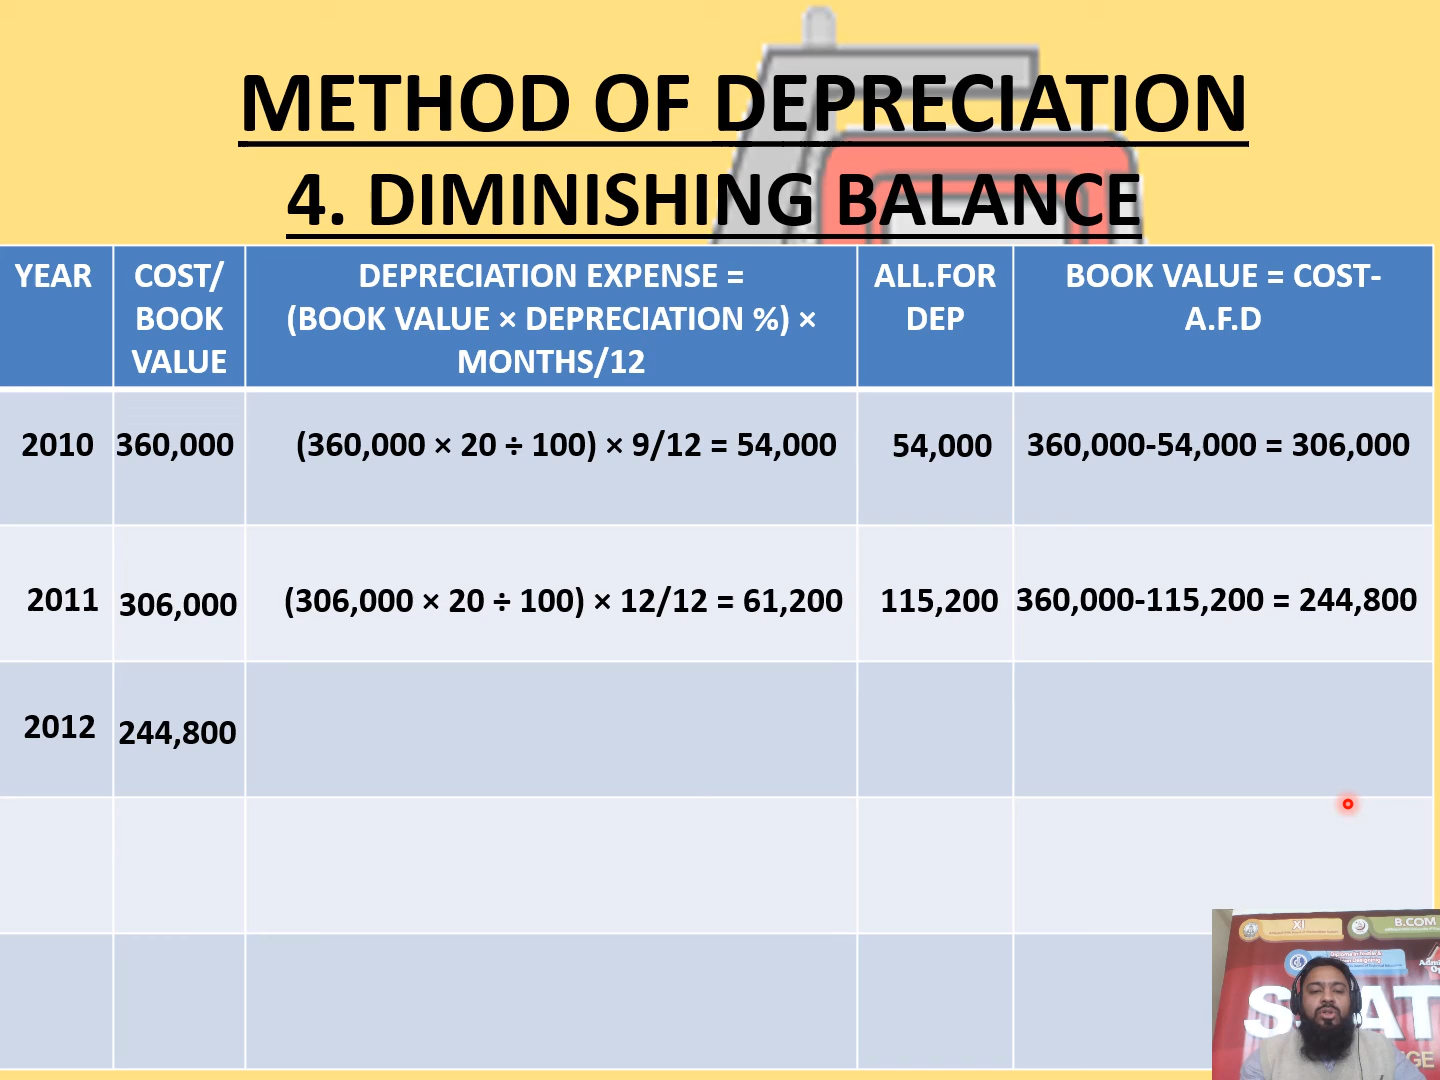 METHOD OF DEPRECIATION
4. DIMINISHING BALANCE
YEAR
COST/
BOOK
VALUE
DEPRECIATION EXPENSE =
(BOOK VALUE × DEPRECIATION %) ×
MONTHS/12
ALL.FOR
DEP
BOOK VALUE = COST-
A.F.D
2010
360,000
(360,000 × 20 ÷ 100) × 9/12 = 54,000
54,000
360,000-54,000 = 306,000
2011
306,000
(306,000 × 20 ÷ 100) × 12/12 = 61,200
115,200
360,000-115,200 = 244,800
2012
244,800
XI
B.COM